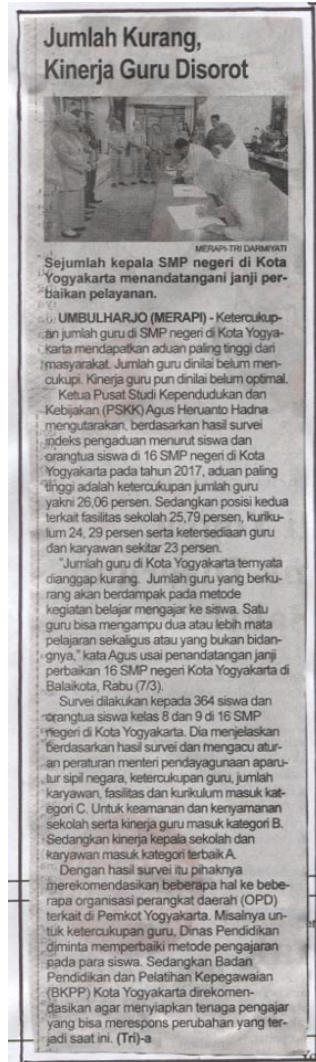 Jumlah Kurang,
Kinerja Guru Disorot
MERAPI-TRI DARMIYATI
Sejumlah kepala SMP negeri di Kota
Yogyakarta menandatangani janji per-
baikan pelayanan.
UMBULHARJO (MERAPI) - Ketercukup-
an jumlah guru di SMP negeri di Kota Yogya-
karta mendapatkan aduan paling tinggi dari
masyarakat. Jumlah guru dinilai belum men-
cukupi. Kinerja guru pun dinilai belum optimal.
Ketua Pusat Studi Kependudukan dan
Kebijakan (PSKK) Agus Heruanto Hadna
mengutarakan, berdasarkan hasil survei
indeks pengaduan menurut siswa dan
orangtua siswa di 16 SMP negeri di Kota
Yogyakarta pada tahun 2017, aduan paling
tinggi adalah ketercukupan jumlah guru
yakni 26,06 persen. Sedangkan posisi kedua
terkait fasilitas sekolah 25,79 persen, kuriku-
lum 24, 29 persen serta ketersediaan guru
dan karyawan sekitar 23 persen.
"Jumlah guru di Kota Yogyakarta ternyata
dianggap kurang. Jumlah guru yang berku-
rang akan berdampak pada metode
kegiatan belajar mengajar ke siswa. Satu
guru bisa mengampu dua atau lebih mata
pelajaran sekaligus atau yang bukan bidan-
gnya," kata Agus usai penandatangan janji
perbaikan 16 SMP negeri Kota Yogyakarta di
Balaikota, Rabu (7/3).
Survei dilakukan kepada 364 siswa dan
orangtua siswa kelas 8 dan 9 di 16 SMP
negeri di Kota Yogyakarta. Dia menjelaskan
berdasarkan hasil survei dan mengacu atur-
an peraturan menteri pendayagunaan aparu-
tur sipil negara, ketercukupan guru, jumlah
karyawan, fasilitas dan kurikulum masuk kat-
egori C. Untuk keamanan dan kenyamanan
sekolah serta kinerja guru masuk kategori B.
Sedangkan kinerja kepala sekolah dan
karyawan masuk kategori terbaik A.
Dengan hasil survei itu pihaknya
merekomendasikan beberapa hal ke bebe-
rapa organisasi perangkat daerah (OPD)
terkait di Pemkot Yogyakarta. Misalnya un-
tuk ketercukupan guru, Dinas Pendidikan
diminta memperbaiki metode pengajaran
pada para siswa. Sedangkan Badan
Pendidikan dan Pelatihan Kepegawaian
(BKPP) Kota Yogyakarta direkomen-
dasikan agar menyiapkan tenaga pengajar
yang bisa merespons perubahan yang ter-
jadi saat ini. (Tri)-a